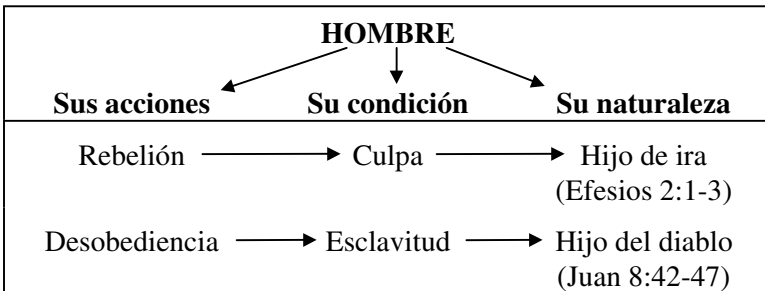 HOMBRE
Sus acciones Su condición Su naturaleza
Rebelión Culpa Hijo de ira
(Efesios 2:1-3)
Desobediencia Esclavitud Hijo del diablo
(Juan 8:42-47)